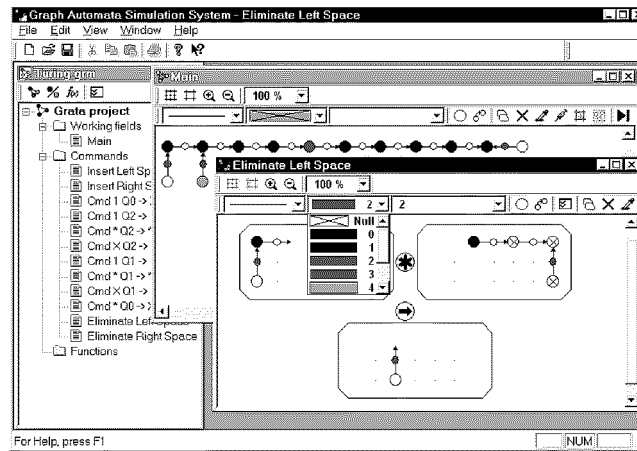 Graph Automata Simulation System - Eliminate Left Space
File Edit View Window Help
Turing.grm
Main
100 %
Grata project
Working fields
Main
Commands
Insert Left Sp
Insert Right S
Cmd 1 Q0 ->
Cmd 1 Q2 ->
Cmd * Q2 ->
Cmd X Q2 ->
Cmd 1 Q1 ->
Cmd * Q1 ->
Cmd X Q1 ->
Cmd * Q0 ->
Eliminate Left Space
Eliminate Right Space
Functions
Eliminate Left Space
100 %
2 2
Null
0
1
2
3
4
For Help, press F1
NUM